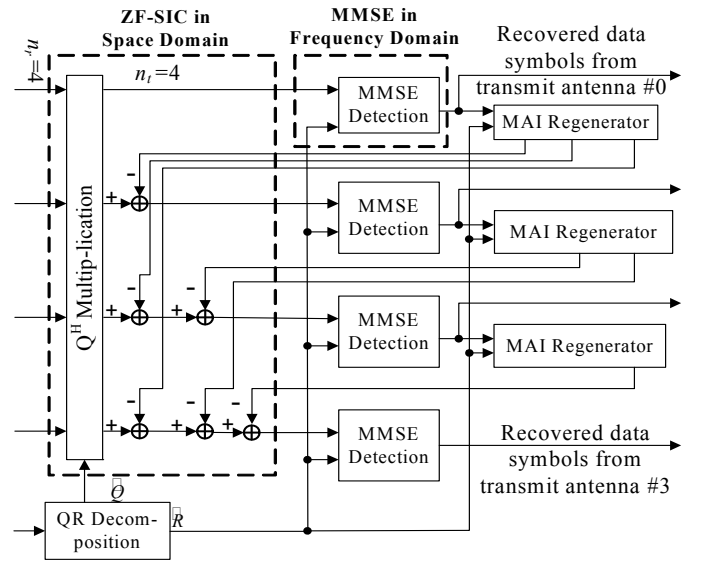 ZF-SIC in
Space Domain
MMSE in
Frequency Domain
Recovered data
symbols from
transmit antenna #0
n_r=4
n_t=4
MMSE
Detection
MAI Regenerator
-
+
MMSE
Detection
MAI Regenerator
-
-
+
+
MMSE
Detection
MAI Regenerator
-
-
-
+
+
+
MMSE
Detection
Q^H Multip-lication
Recovered data
symbols from
transmit antenna #3
Q
R
QR Decom-
position